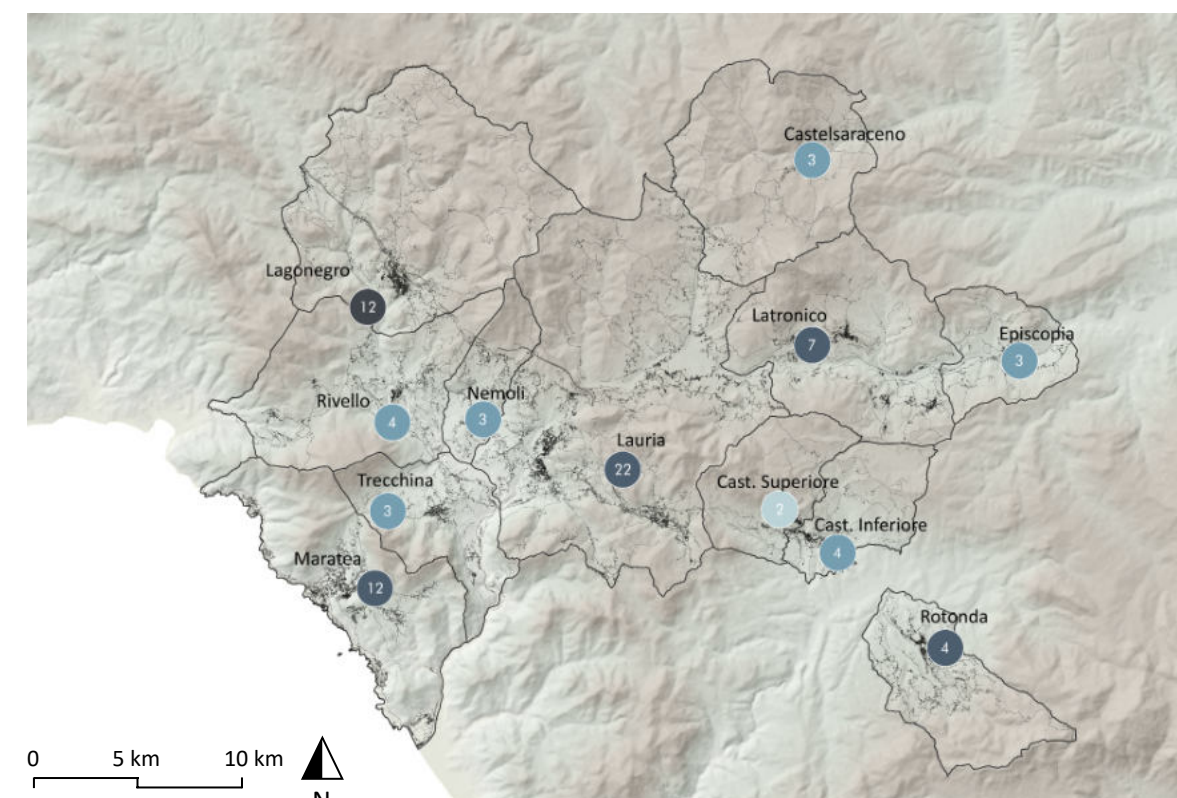 Castelsaraceno
3
Lagonegro
12
Latronico
7
Episcopia
3
Rivello
4
Nemoli
3
Lauria
22
Trecchina
3
Cast. Superiore
2
Cast. Inferiore
4
Maratea
12
Rotonda
4
0 5 km 10 km
N